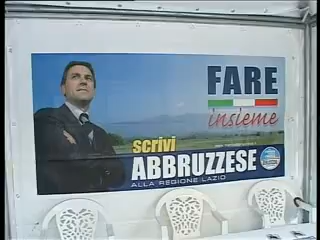 FARE
insieme
scrivi
ABBRUZZESE
ALLA REGIONE LAZIO